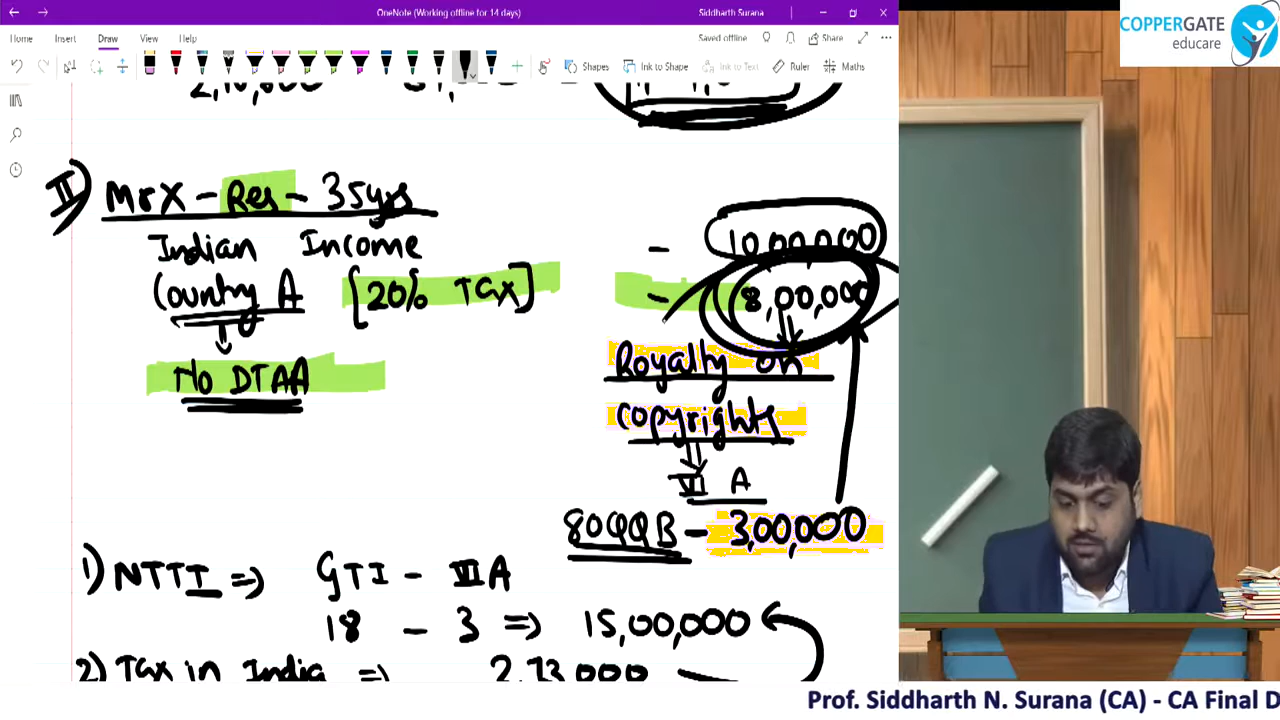 OneNote (Working offline for 14 days)
Siddharth Surana
Home Insert Draw View Help
Saved offline
Share
Shapes
Ink to Shape
Ink to Text
Ruler
Maths
COPPERGATE
educare
II) Mr X - Res - 35yrs
Indian Income - 10,00,000
Country A [20% Tax] - 8,00,000
No DTAA
Royalty on
copyrights
VI A
80QQB - 3,00,000
1) NTTI => GTI - VIA
18 - 3 => 15,00,000
2) Tax in India => 2,73,000
Prof. Siddharth N. Surana (CA) - CA Final D